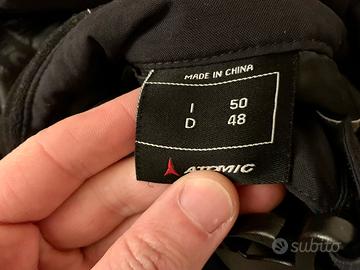 MADE IN CHINA
I 50
D 48
ATOMIC
subito